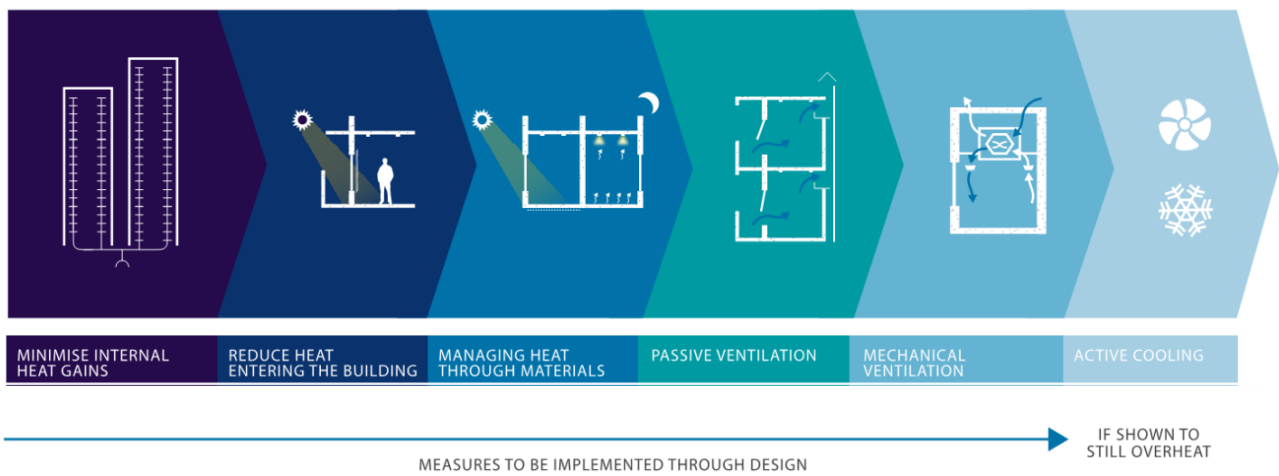 MINIMISE INTERNAL
HEAT GAINS
REDUCE HEAT
ENTERING THE BUILDING
MANAGING HEAT
THROUGH MATERIALS
PASSIVE VENTILATION
MECHANICAL
VENTILATION
ACTIVE COOLING
MEASURES TO BE IMPLEMENTED THROUGH DESIGN
IF SHOWN TO
STILL OVERHEAT